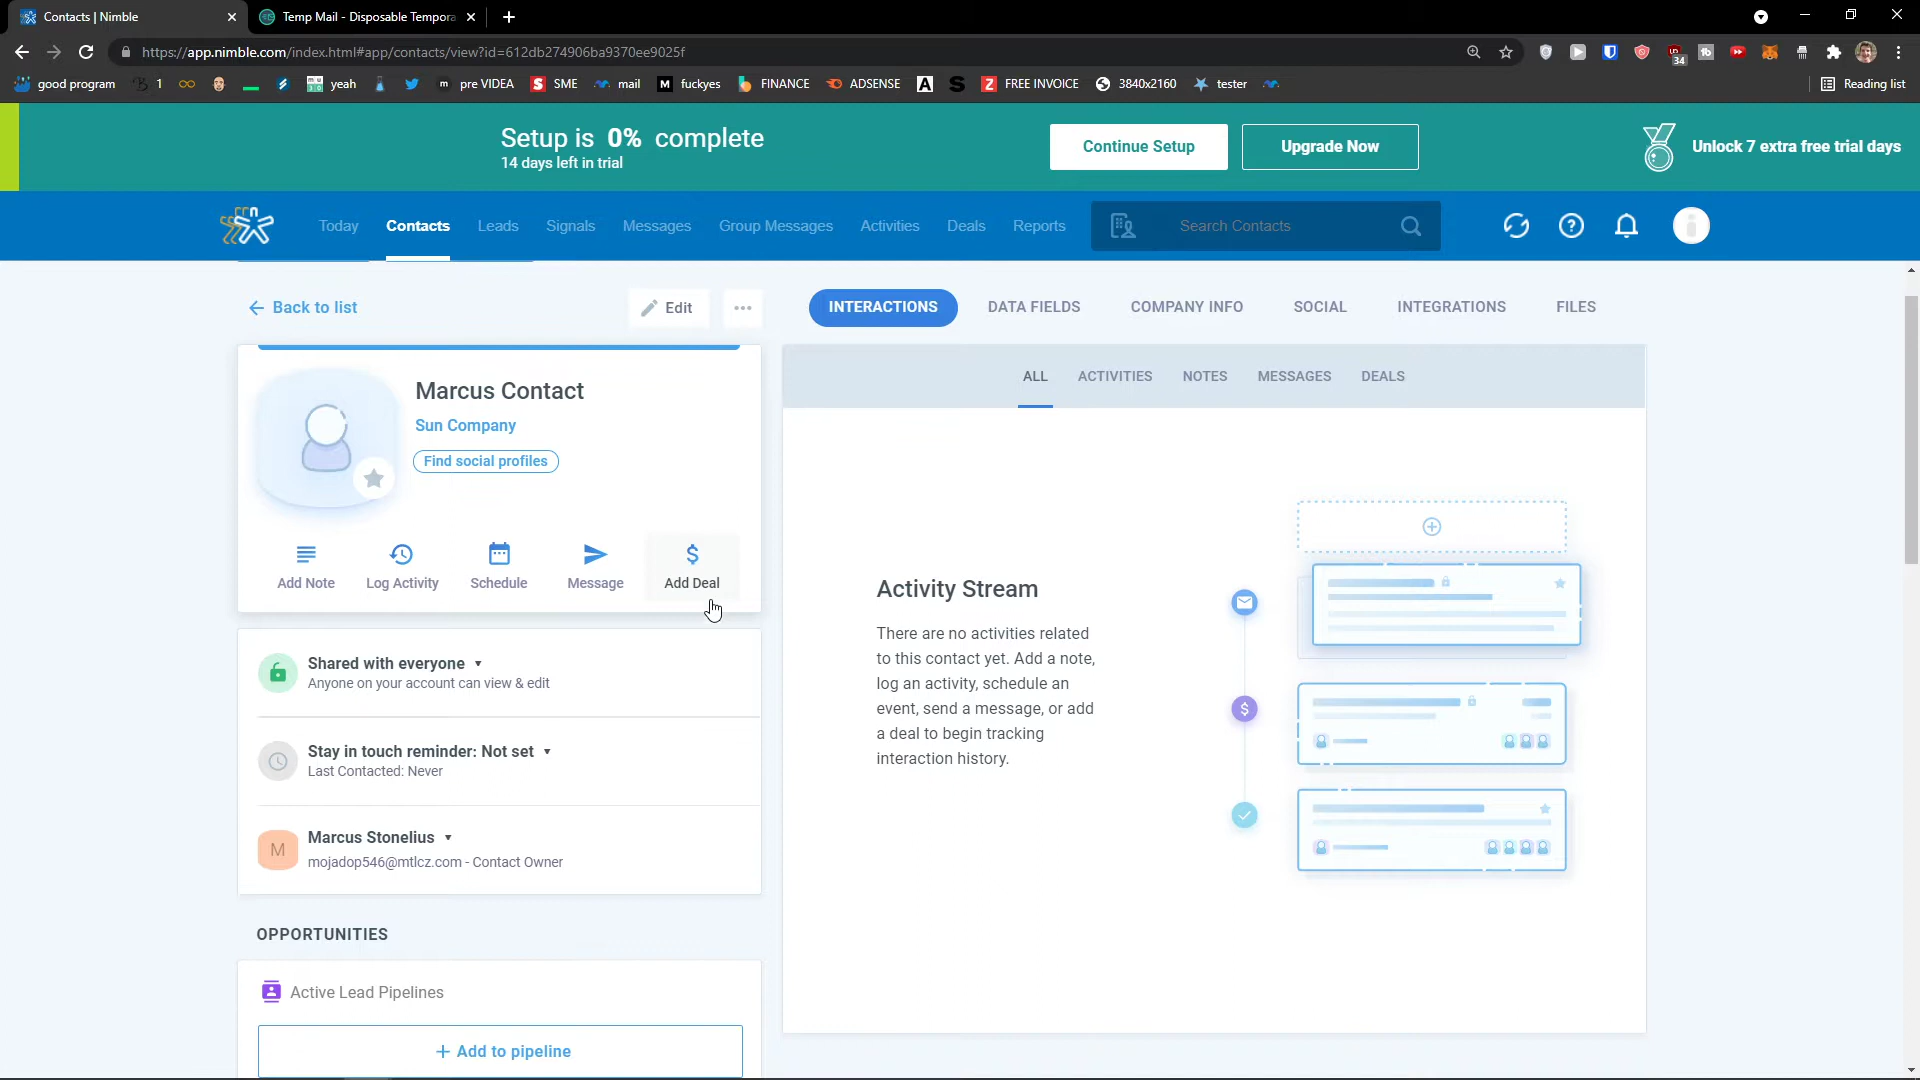 Contacts | Nimble
Temp Mail - Disposable Tempora
https://app.nimble.com/index.html#app/contacts/view?id=612db274906ba9370ee9025f
34
good program
1
yeah
pre VIDEA
SME
mail
fuckyes
FINANCE
ADSENSE
FREE INVOICE
3840x2160
tester
Reading list
Setup is 0% complete
14 days left in trial
Continue Setup
Upgrade Now
Unlock 7 extra free trial days
Today
Contacts
Leads
Signals
Messages
Group Messages
Activities
Deals
Reports
Search Contacts
Back to list
Edit
INTERACTIONS
DATA FIELDS
COMPANY INFO
SOCIAL
INTEGRATIONS
FILES
Marcus Contact
Sun Company
Find social profiles
Add Note
Log Activity
Schedule
Message
Add Deal
ALL
ACTIVITIES
NOTES
MESSAGES
DEALS
Activity Stream
There are no activities related
to this contact yet. Add a note,
log an activity, schedule an
event, send a message, or add
a deal to begin tracking
interaction history.
Shared with everyone
Anyone on your account can view & edit
Stay in touch reminder: Not set
Last Contacted: Never
M
Marcus Stonelius
mojadop546@mtlcz.com - Contact Owner
OPPORTUNITIES
Active Lead Pipelines
+ Add to pipeline